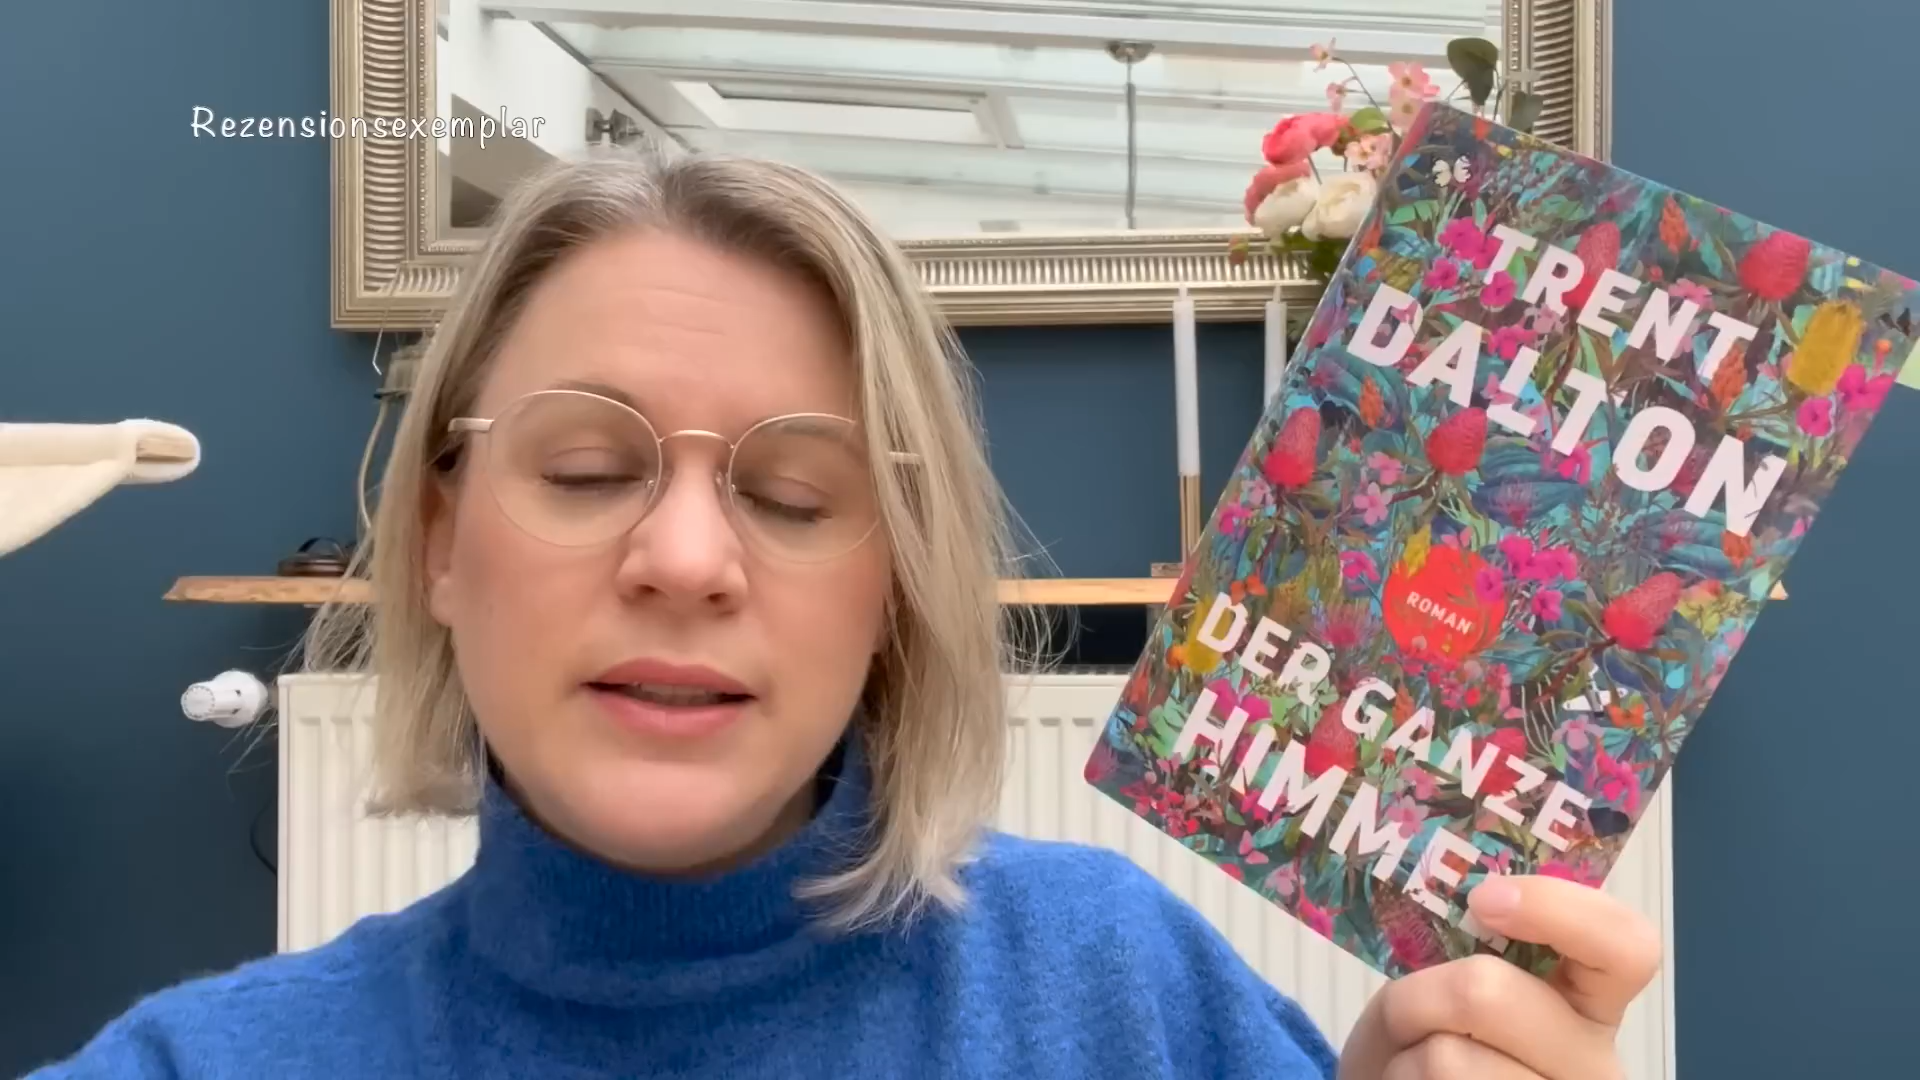 Rezensionsexemplar
TRENT
DALTON
ROMAN
DER GANZE
HIMMEL